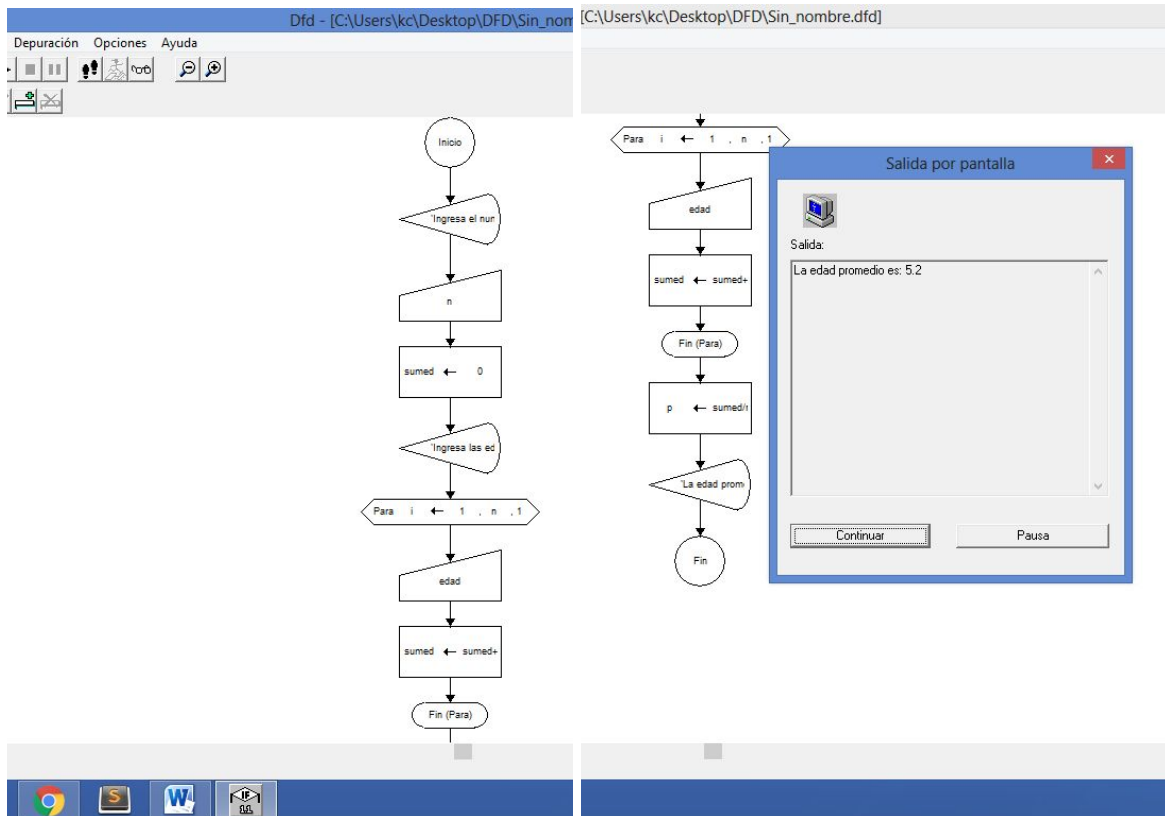 Dfd - [C:\Users\kc\Desktop\DFD\Sin_nom
Depuración Opciones Ayuda
Inicio
'Ingresa el nur
n
sumed ← 0
'Ingresa las ed
Para i ← 1 , n , 1
edad
sumed ← sumed+
Fin (Para)
S
W
IF
[C:\Users\kc\Desktop\DFD\Sin_nombre.dfd]
Para i ← 1 , n , 1
edad
sumed ← sumed+
Fin (Para)
p ← sumed/r
'La edad prom
Fin
Salida por pantalla
Salida:
La edad promedio es: 5.2
Continuar
Pausa